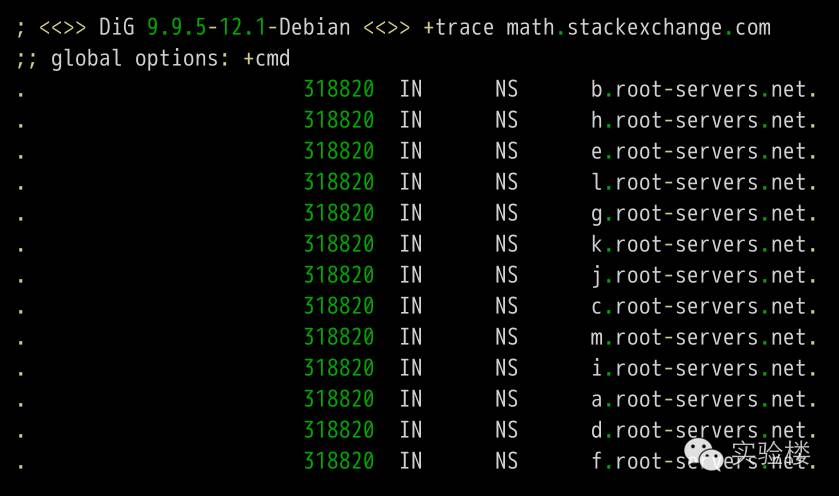 ; <<>> DiG 9.9.5-12.1-Debian <<>> +trace math.stackexchange.com
;; global options: +cmd
. 318820 IN NS b.root-servers.net.
. 318820 IN NS h.root-servers.net.
. 318820 IN NS e.root-servers.net.
. 318820 IN NS l.root-servers.net.
. 318820 IN NS g.root-servers.net.
. 318820 IN NS k.root-servers.net.
. 318820 IN NS j.root-servers.net.
. 318820 IN NS c.root-servers.net.
. 318820 IN NS m.root-servers.net.
. 318820 IN NS i.root-servers.net.
. 318820 IN NS a.root-servers.net.
. 318820 IN NS d.root-servers.net.
. 318820 IN NS f.root-servers.net.
实验楼